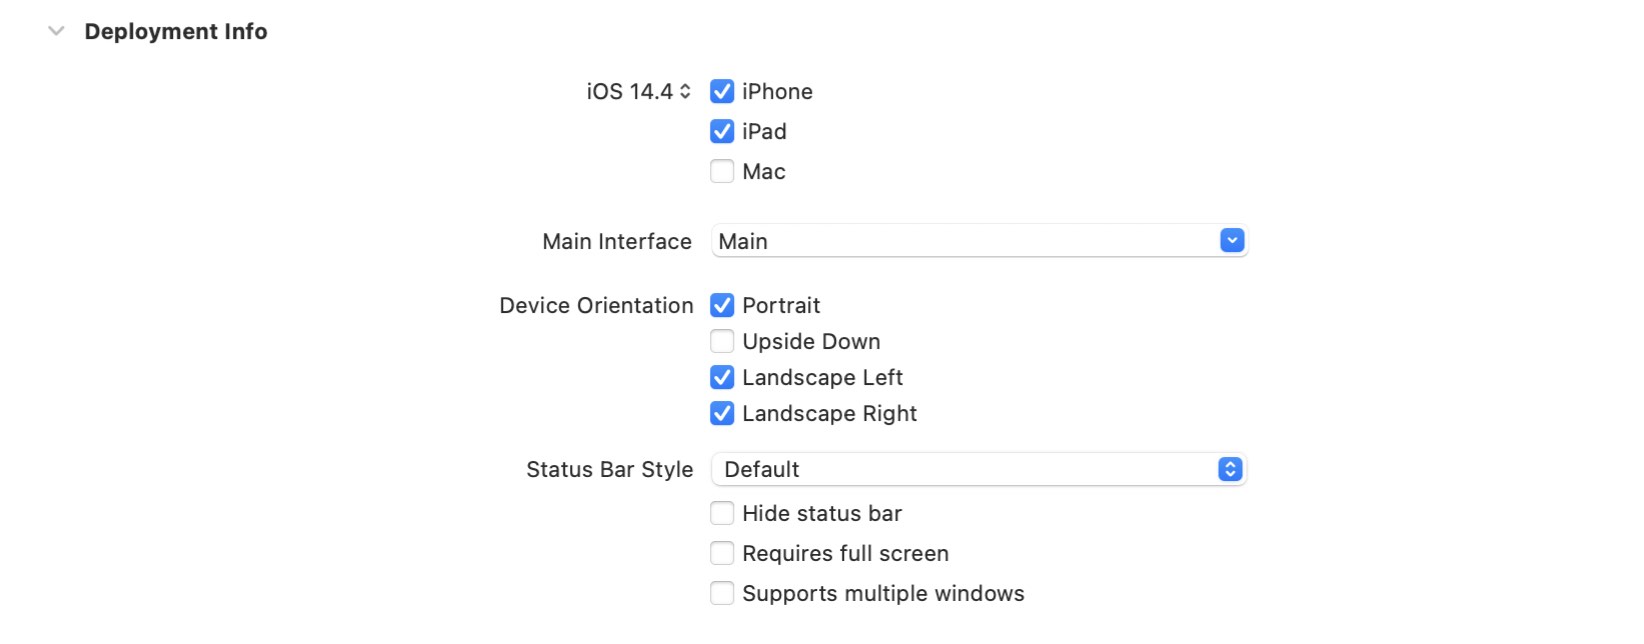 Deployment Info
iOS 14.4 iPhone
iPad
Mac
Main Interface Main
Device Orientation Portrait
Upside Down
Landscape Left
Landscape Right
Status Bar Style Default
Hide status bar
Requires full screen
Supports multiple windows